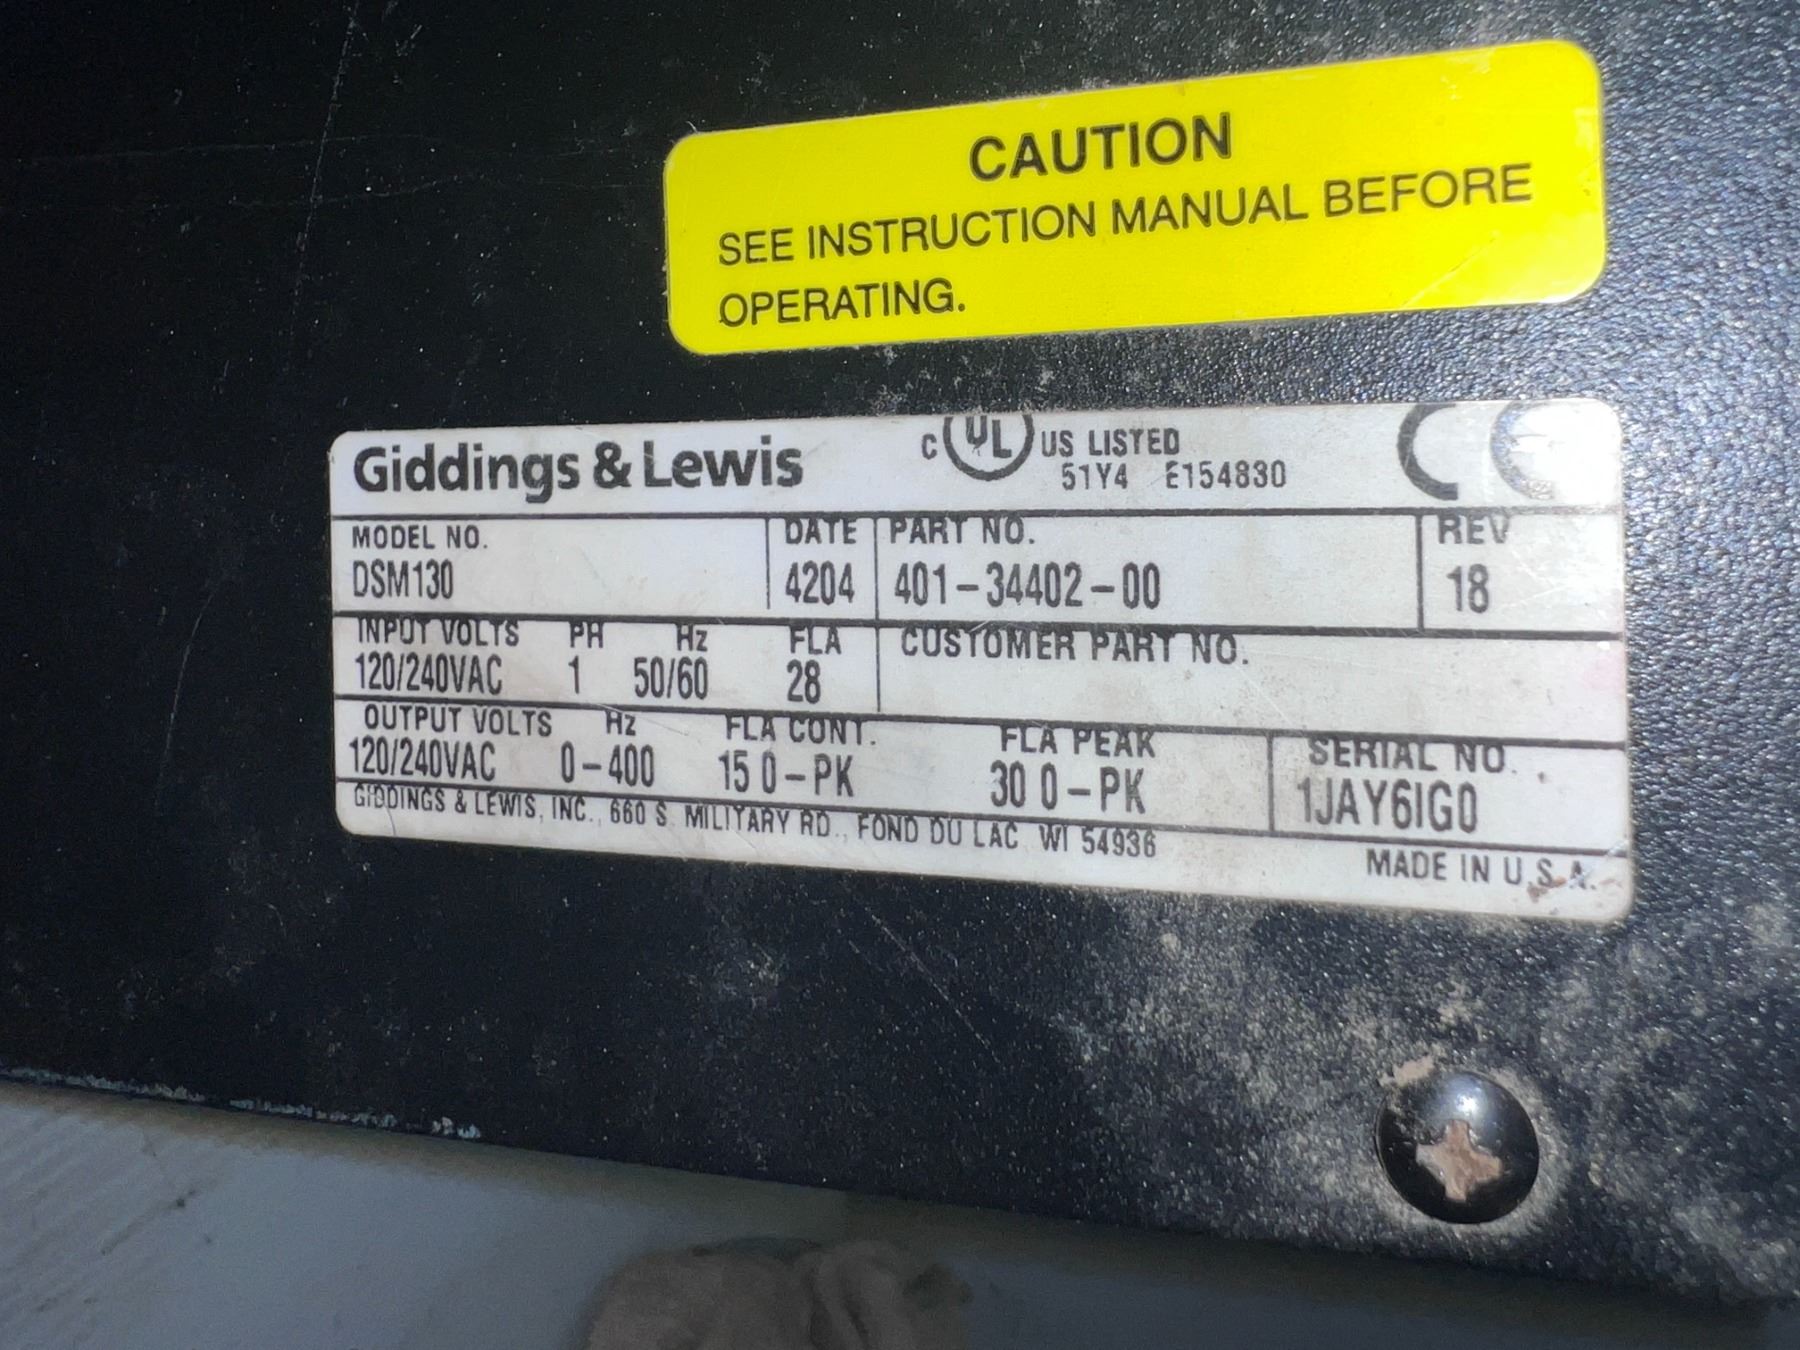 CAUTION
SEE INSTRUCTION MANUAL BEFORE
OPERATING.
Giddings & Lewis
C UL US LISTED
51Y4 E154830
CE
MODEL NO. DATE PART NO. REV
DSM130 4204 401-34402-00 18
INPUT VOLTS PH Hz FLA CUSTOMER PART NO.
120/240VAC 1 50/60 28
OUTPUT VOLTS Hz FLA CONT. FLA PEAK SERIAL NO.
120/240VAC 0-400 15 0-PK 30 0-PK 1JAY6IG0
GIDDINGS & LEWIS, INC., 660 S. MILITARY RD., FOND DU LAC WI 54936
MADE IN U.S.A.